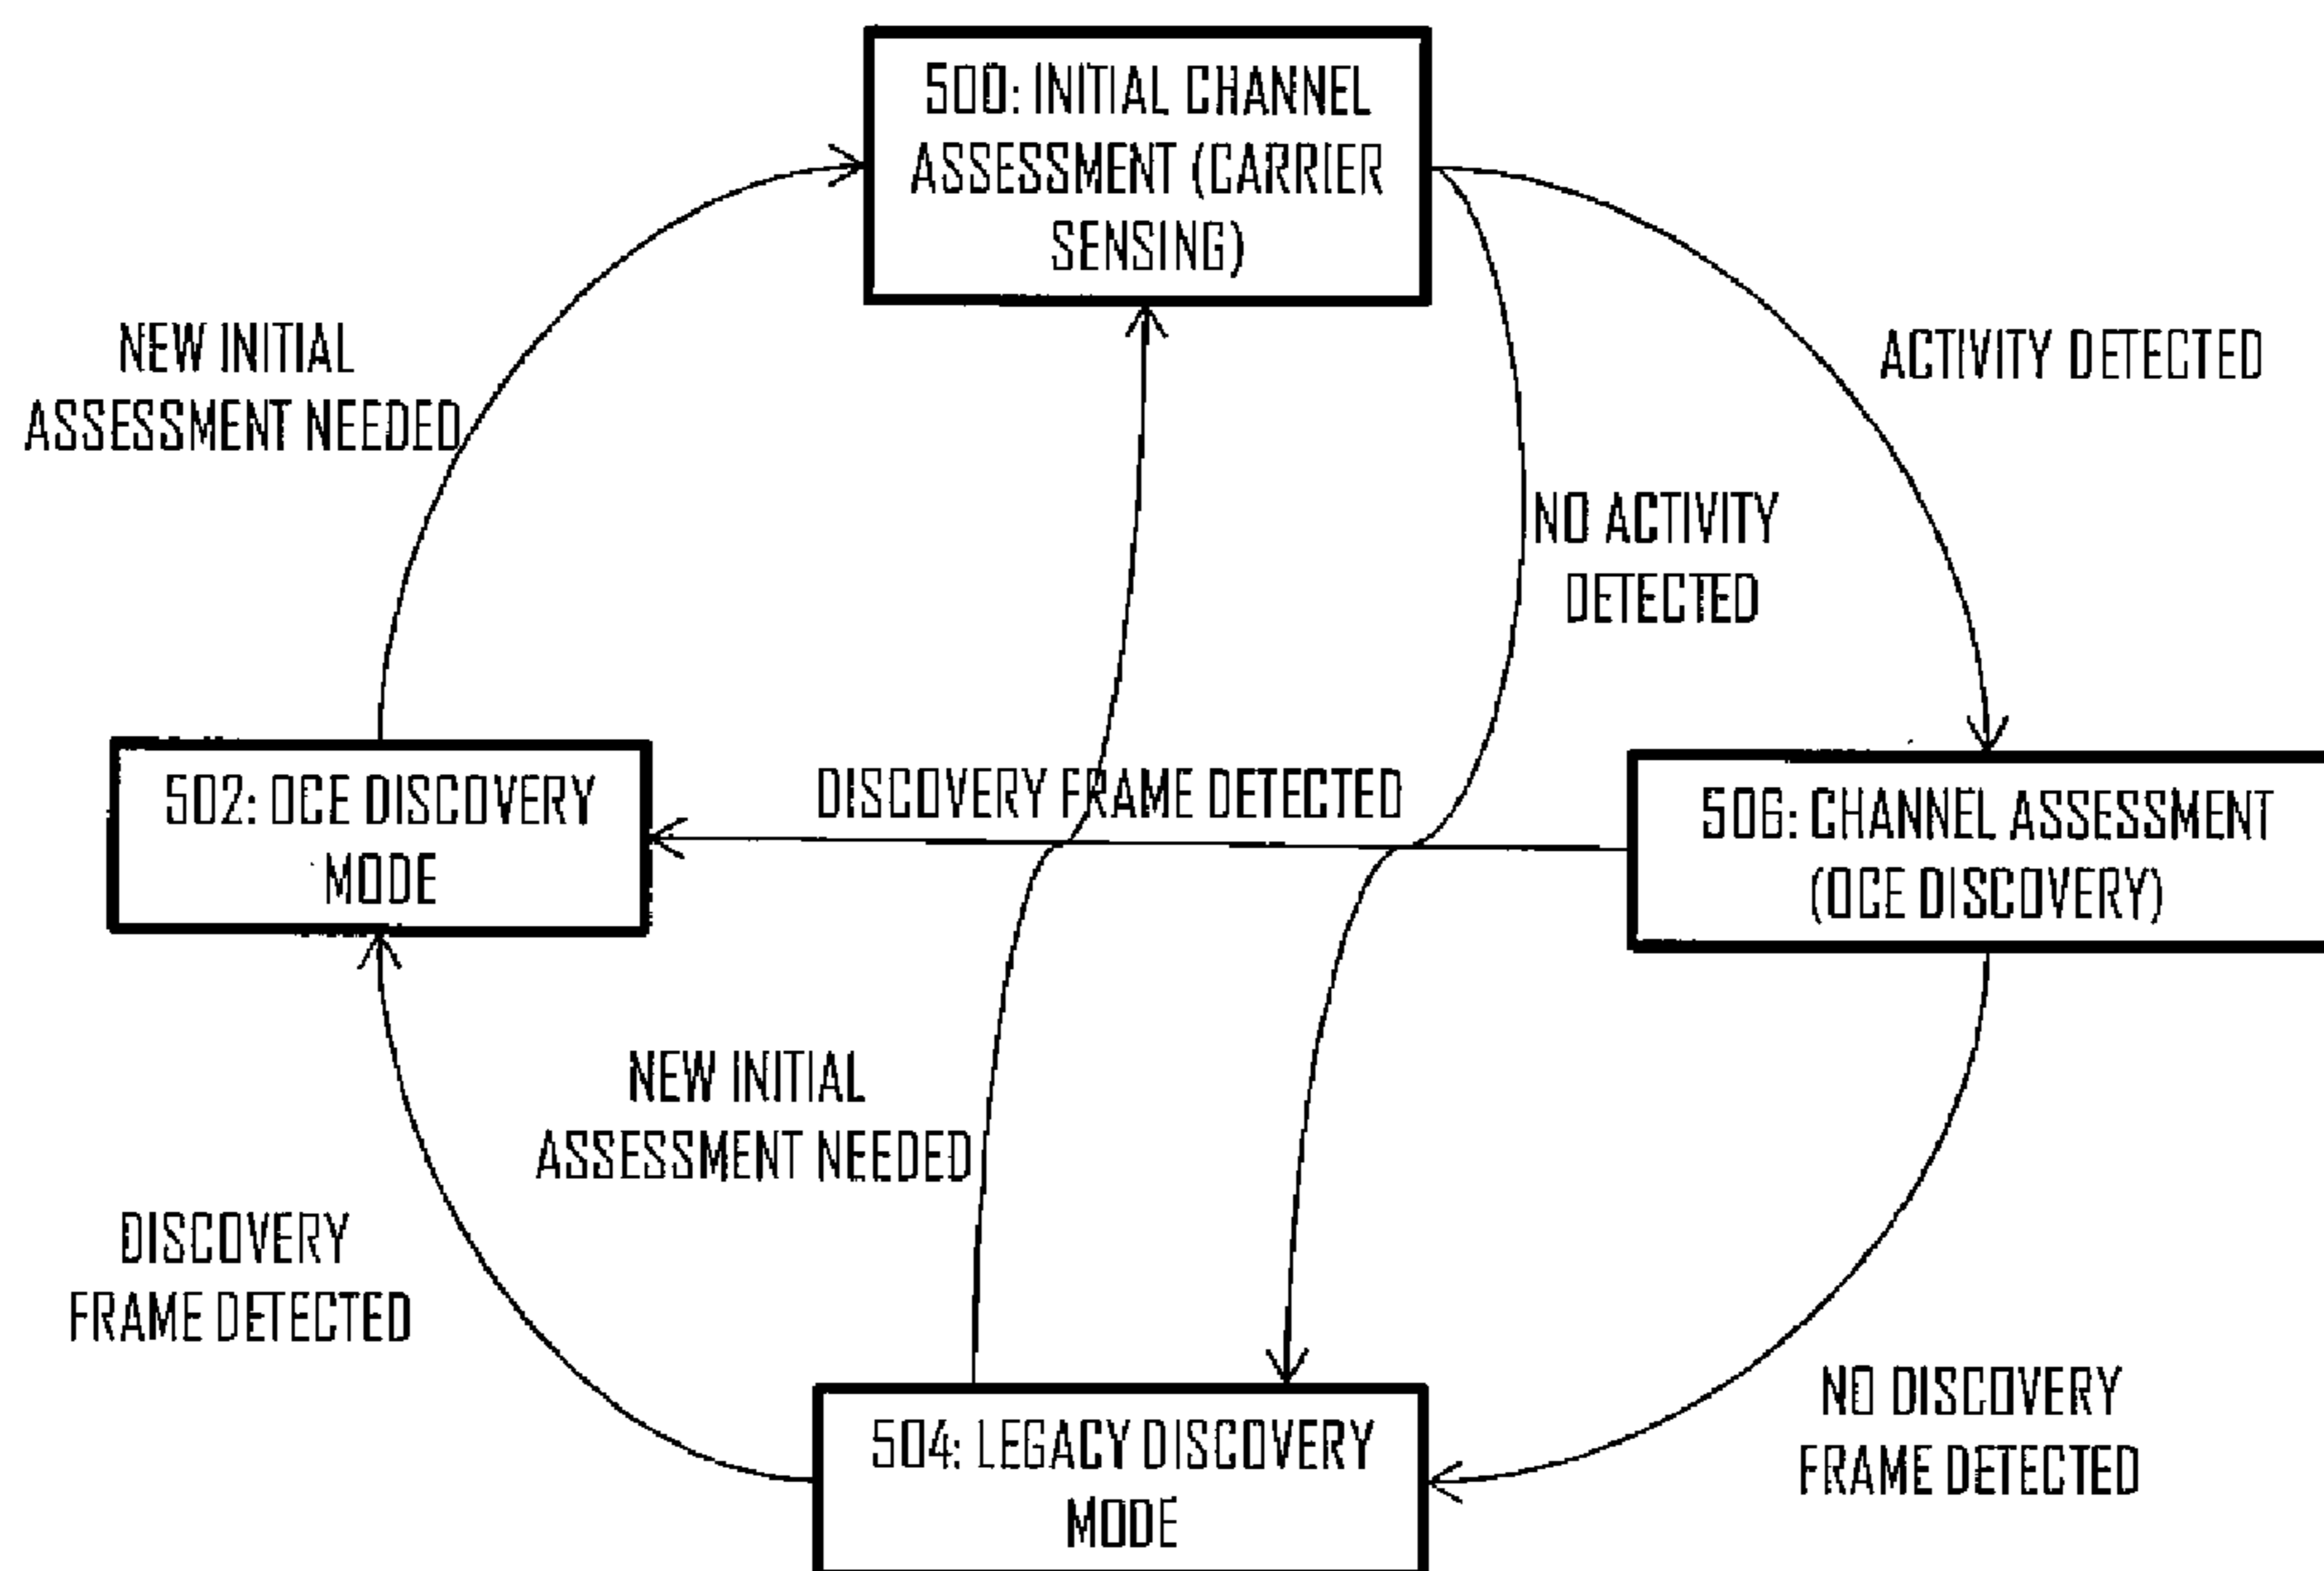 500: INITIAL CHANNEL
ASSESSMENT (CARRIER
SENSING)
NEW INITIAL
ASSESSMENT NEEDED
ACTIVITY DETECTED
NO ACTIVITY
DETECTED
502: OCE DISCOVERY
MODE
DISCOVERY FRAME DETECTED
506: CHANNEL ASSESSMENT
(OCE DISCOVERY)
NEW INITIAL
ASSESSMENT NEEDED
DISCOVERY
FRAME DETECTED
504: LEGACY DISCOVERY
MODE
NO DISCOVERY
FRAME DETECTED